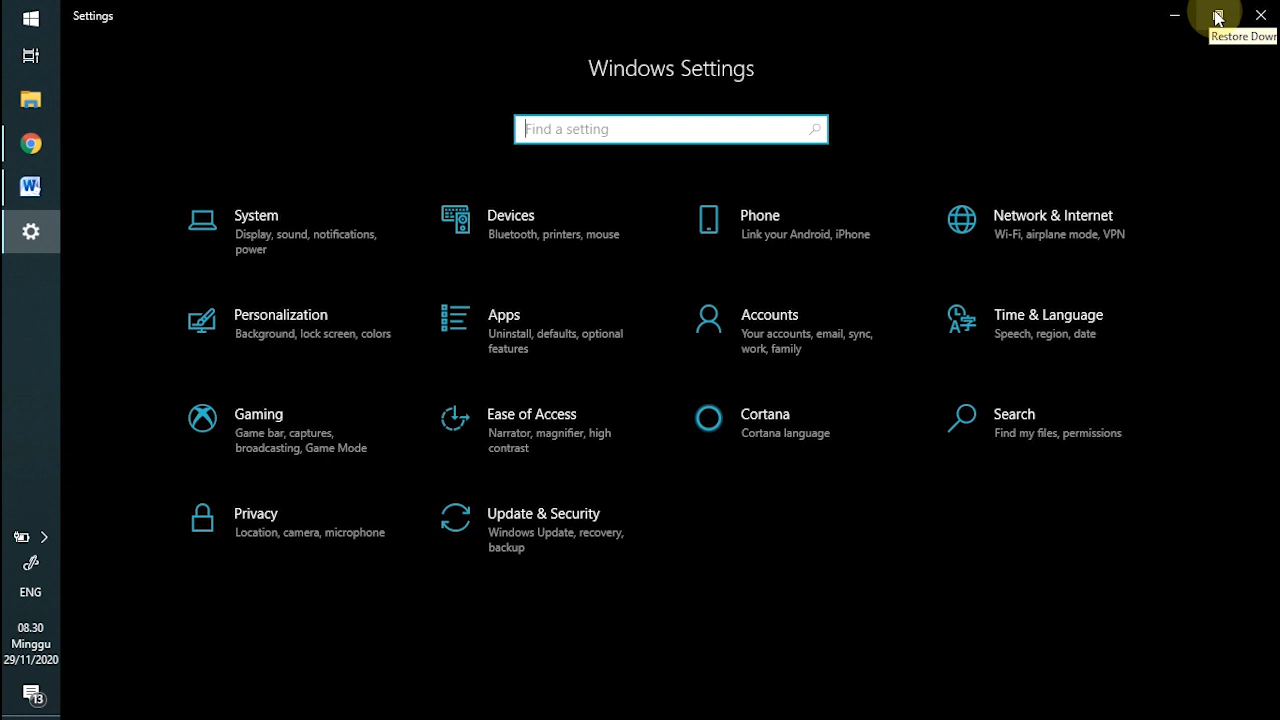 Settings
Restore Down
Windows Settings
Find a setting
System
Display, sound, notifications,
power
Devices
Bluetooth, printers, mouse
Phone
Link your Android, iPhone
Network & Internet
Wi-Fi, airplane mode, VPN
Personalization
Background, lock screen, colors
Apps
Uninstall, defaults, optional
features
Accounts
Your accounts, email, sync,
work, family
Time & Language
Speech, region, date
Gaming
Game bar, captures,
broadcasting, Game Mode
Ease of Access
Narrator, magnifier, high
contrast
Cortana
Cortana language
Search
Find my files, permissions
Privacy
Location, camera, microphone
Update & Security
Windows Update, recovery,
backup
ENG
08.30
Minggu
29/11/2020
13